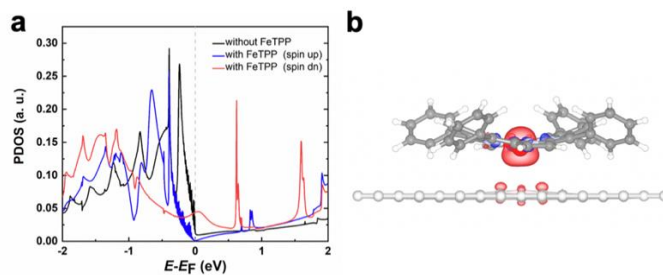 a
b
0.30
0.25
0.20
0.15
0.10
0.05
0.00
PDOS (a. u.)
without FeTPP
with FeTPP (spin up)
with FeTPP (spin dn)
-2 -1 0 1 2
E-EF (eV)